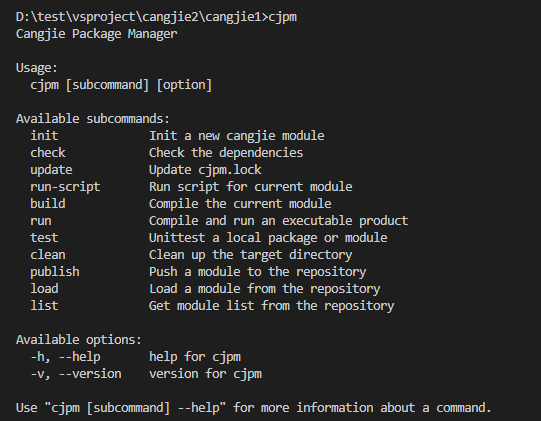 D:\test\vsproject\cangjie2\cangjie1>cjpm
Cangjie Package Manager
Usage:
cjpm [subcommand] [option]
Available subcommands:
init Init a new cangjie module
check Check the dependencies
update Update cjpm.lock
run-script Run script for current module
build Compile the current module
run Compile and run an executable product
test Unittest a local package or module
clean Clean up the target directory
publish Push a module to the repository
load Load a module from the repository
list Get module list from the repository
Available options:
-h, --help help for cjpm
-v, --version version for cjpm
Use "cjpm [subcommand] --help" for more information about a command.